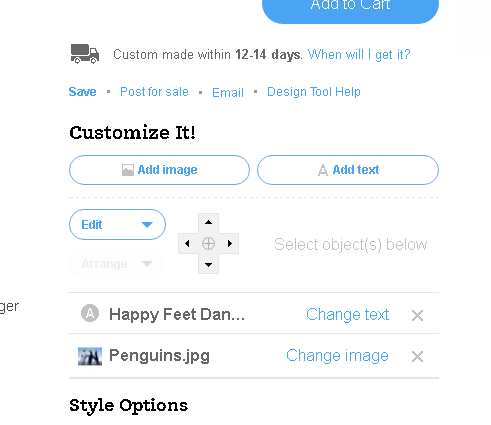 Add to Cart
Custom made within 12-14 days. When will I get it?
Save • Post for sale • Email • Design Tool Help
Customize It!
Add image
A Add text
Edit
Arrange
Select object(s) below
ger
A Happy Feet Dan... Change text
Penguins.jpg Change image
Style Options